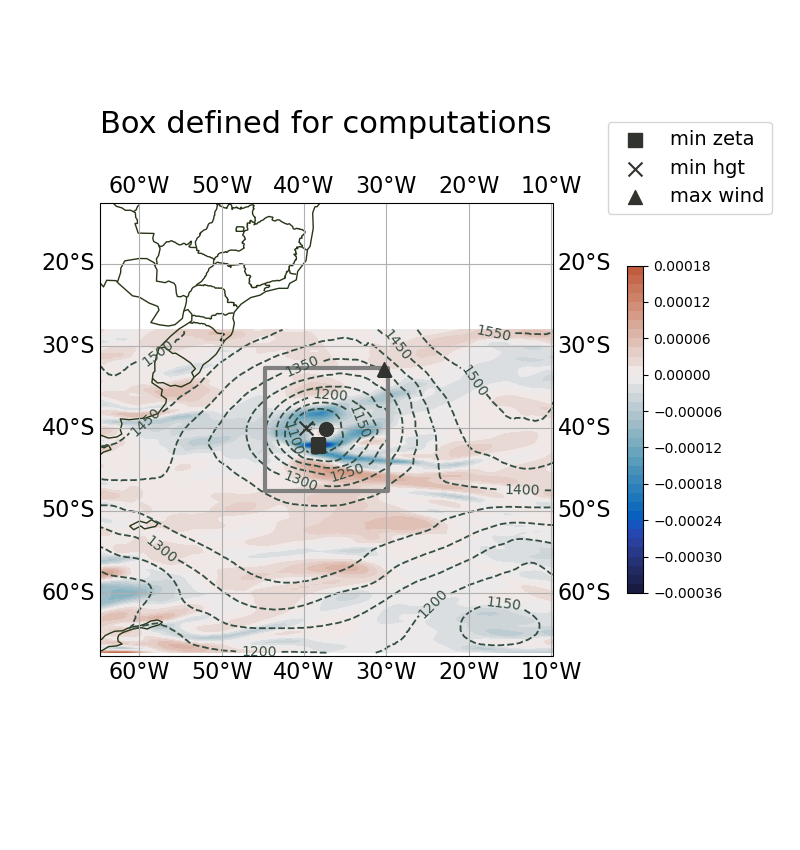 Box defined for computations
min zeta
min hgt
max wind
60°W 50°W 40°W 30°W 20°W 10°W
20°S 20°S
30°S 30°S
40°S 40°S
50°S 50°S
60°S 60°S
60°W 50°W 40°W 30°W 20°W 10°W
1550
1500
1450
1350
1500
1200
1450
1150
1100
1250
1300
1400
1300
1200
1150
1200
0.00018
0.00012
0.00006
0.00000
−0.00006
−0.00012
−0.00018
−0.00024
−0.00030
−0.00036